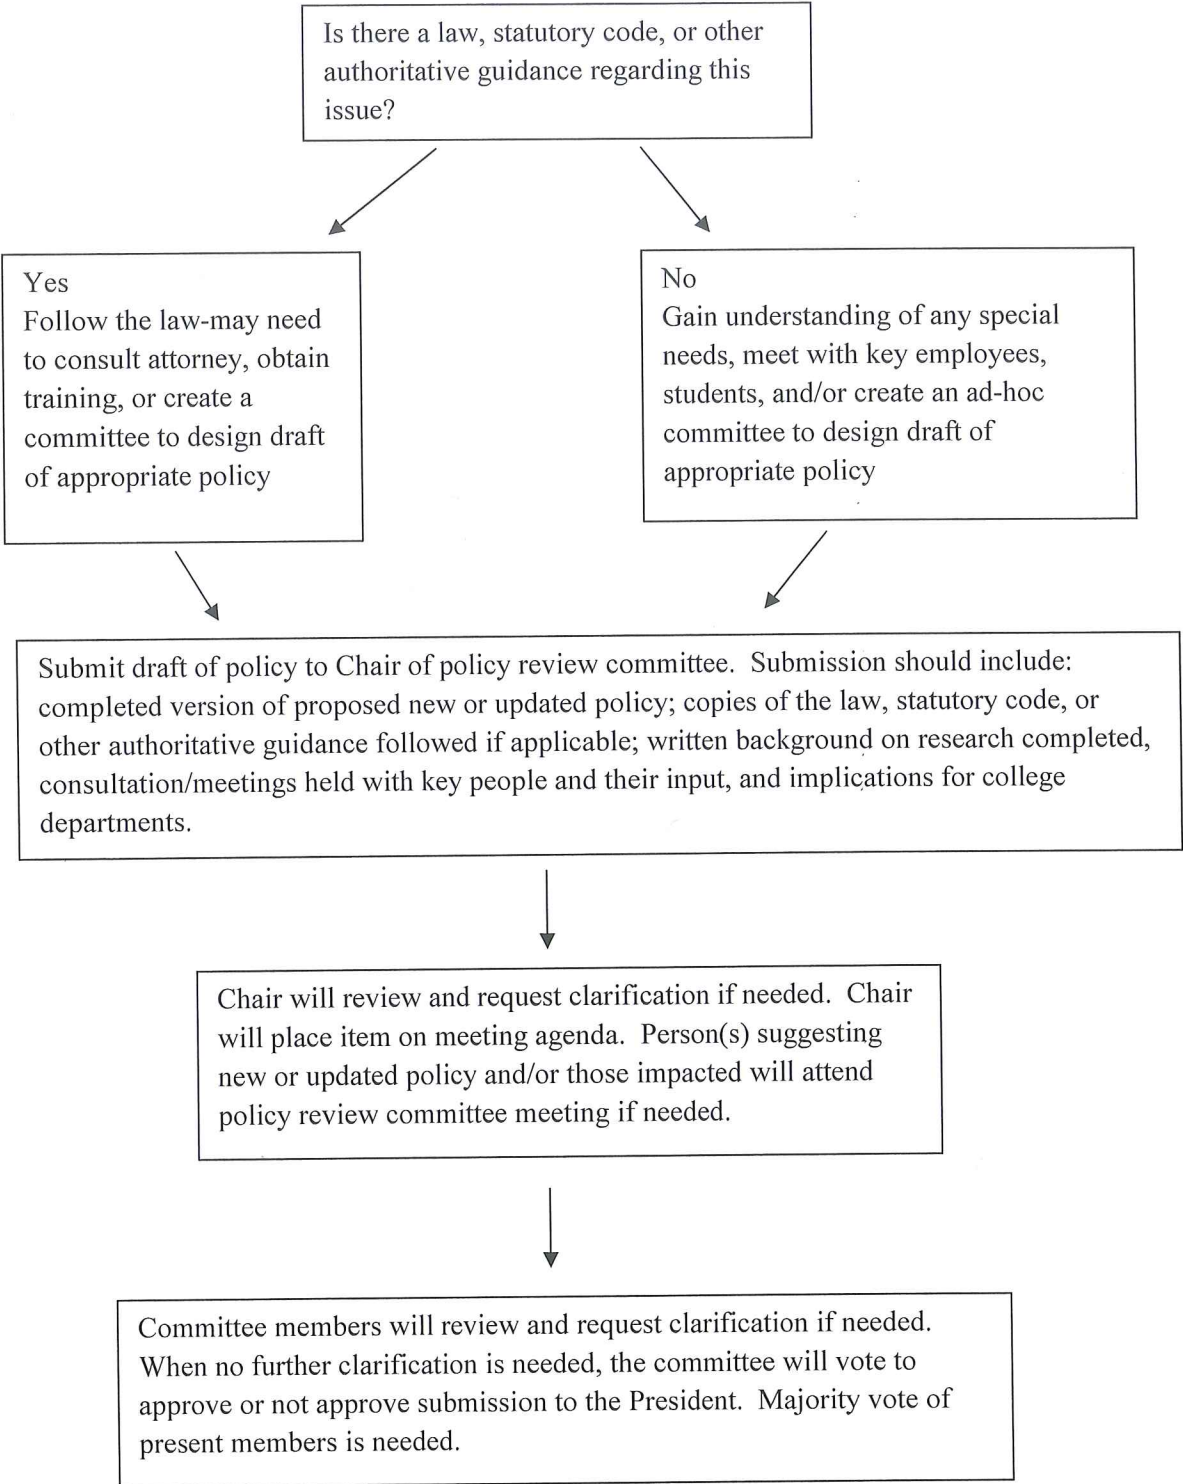 Is there a law, statutory code, or other
authoritative guidance regarding this
issue?
Yes
Follow the law-may need
to consult attorney, obtain
training, or create a
committee to design draft
of appropriate policy
No
Gain understanding of any special
needs, meet with key employees,
students, and/or create an ad-hoc
committee to design draft of
appropriate policy
Submit draft of policy to Chair of policy review committee.  Submission should include:
completed version of proposed new or updated policy; copies of the law, statutory code, or
other authoritative guidance followed if applicable; written background on research completed,
consultation/meetings held with key people and their input, and implications for college
departments.
Chair will review and request clarification if needed.  Chair
will place item on meeting agenda.  Person(s) suggesting
new or updated policy and/or those impacted will attend
policy review committee meeting if needed.
Committee members will review and request clarification if needed.
When no further clarification is needed, the committee will vote to
approve or not approve submission to the President.  Majority vote of
present members is needed.